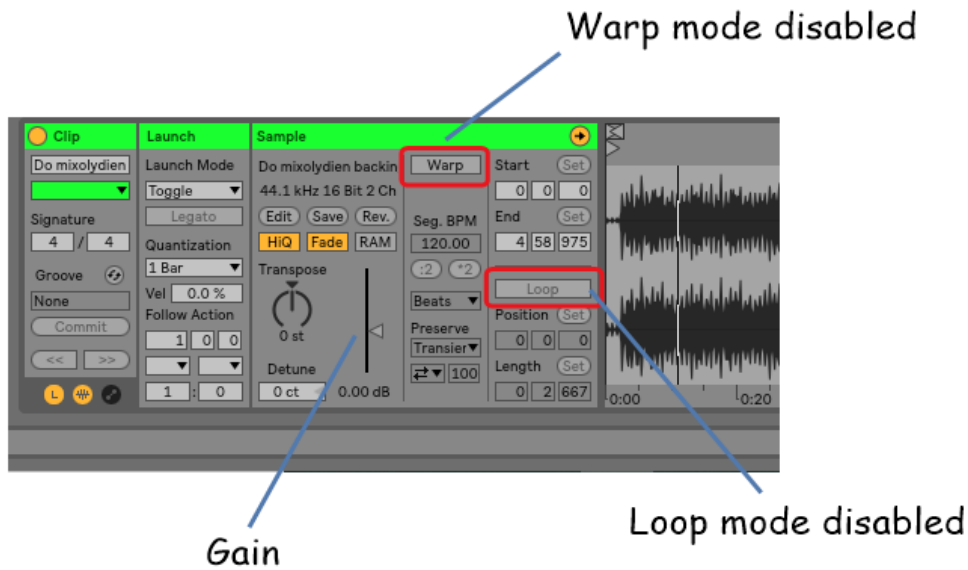 Warp mode disabled
Clip
Launch
Sample
Do mixolydien
Launch Mode
Do mixolydien backin
Warp
Start
Set
Toggle
44.1 kHz 16 Bit 2 Ch
0 0 0
Signature
Legato
Edit
Save
Rev.
Seg. BPM
End
Set
4 / 4
Quantization
HiQ
Fade
RAM
120.00
4 58 975
Groove
1 Bar
Transpose
:2
*2
None
Vel 0.0 %
Beats
Loop
Commit
Follow Action
Position
Set
1 0 0
0 st
Preserve
0 0 0
<<
>>
Transier
Detune
Length
Set
L
1 : 0
0 ct
0.00 dB
100
0 2 667
0:00
0:20
Loop mode disabled
Gain